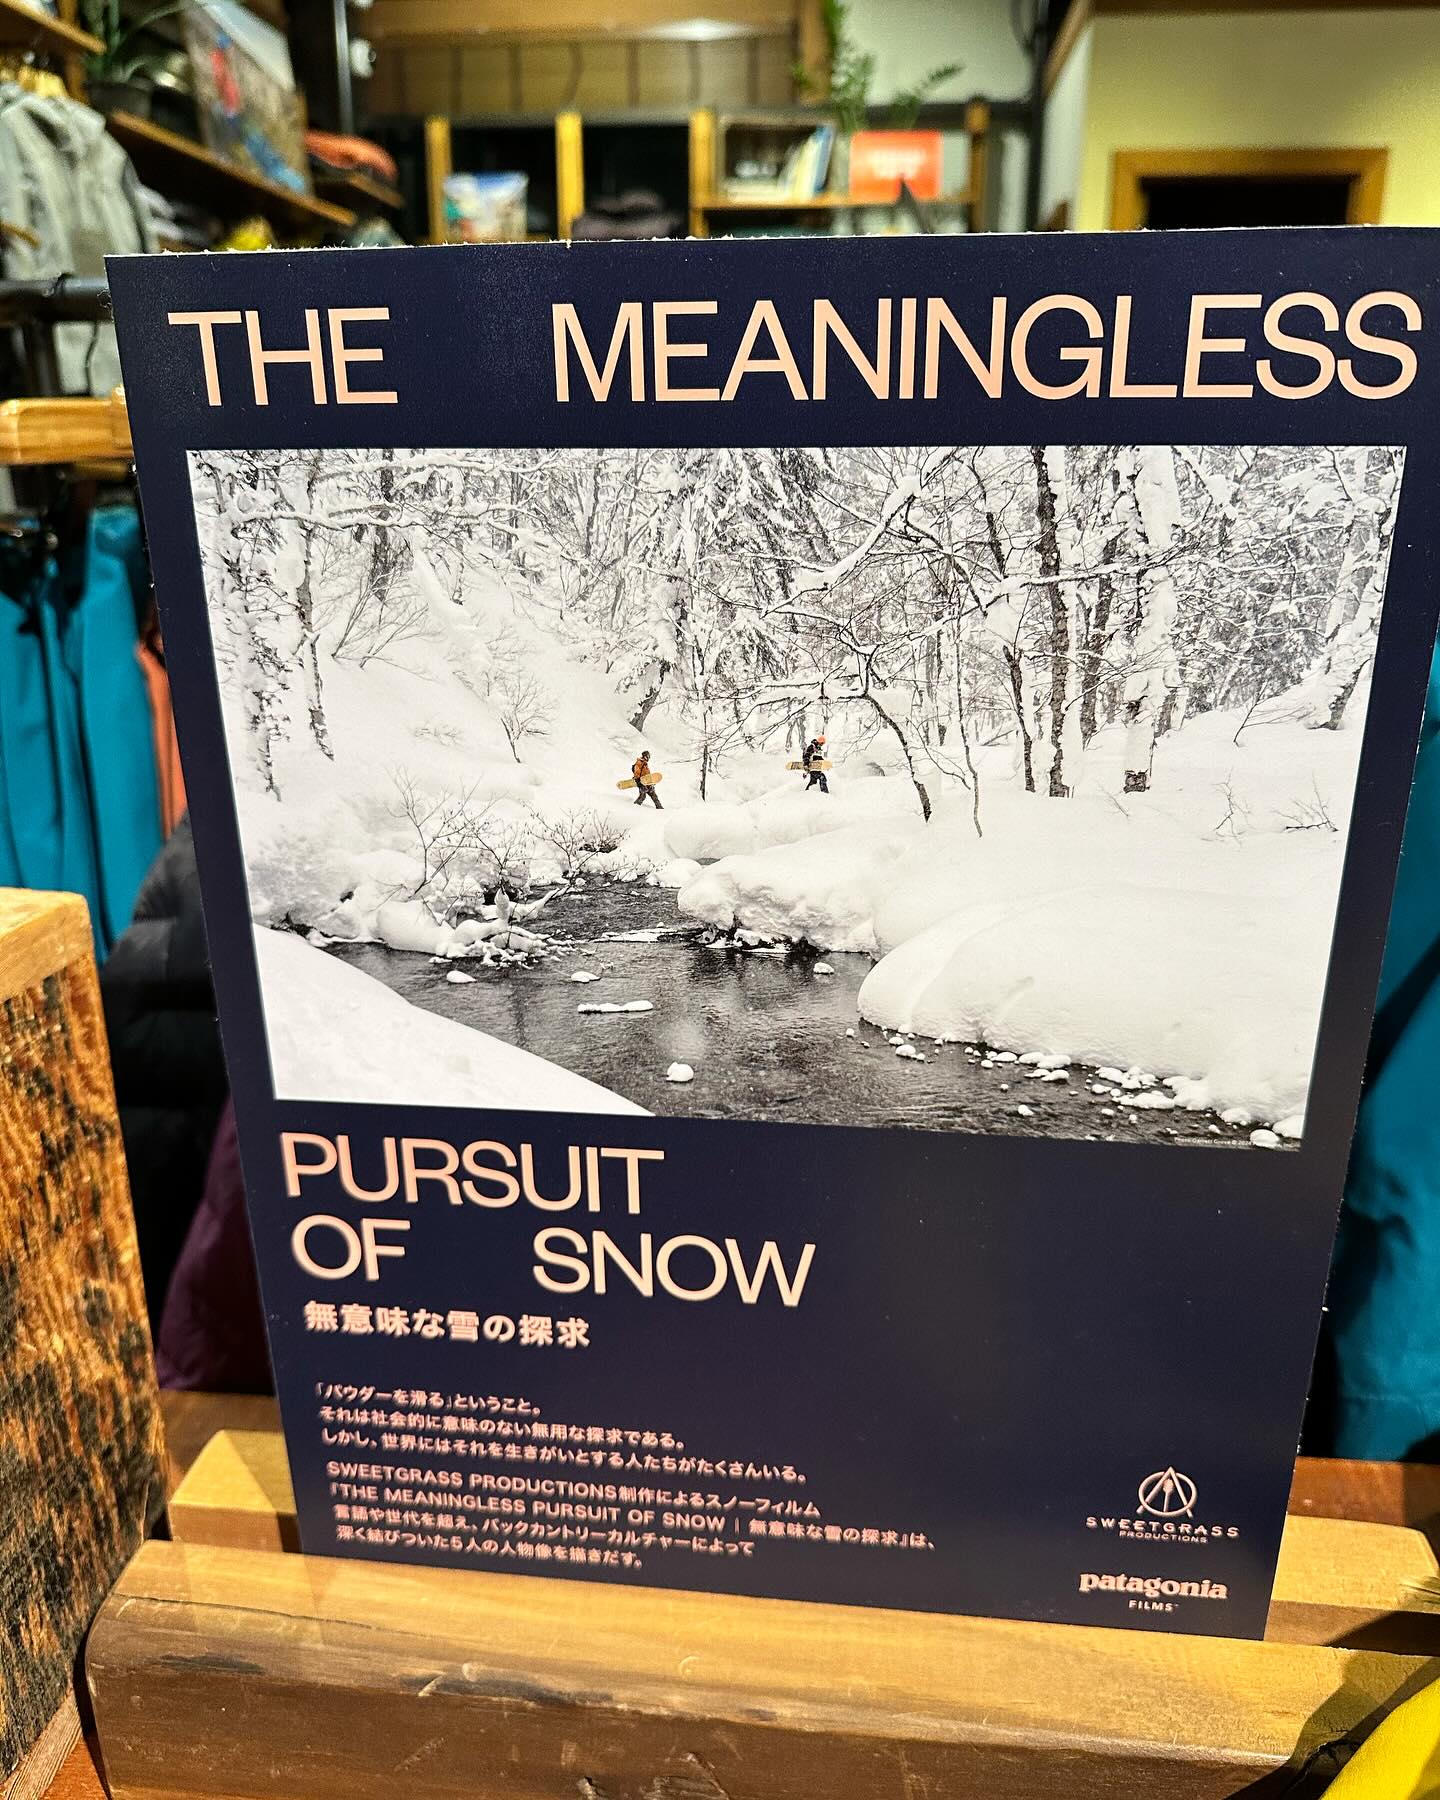 THE MEANINGLESS
PURSUIT
OF SNOW
無意味な雪の探求
「パウダーを滑る」ということ。
それは社会的に意味のない無用な探求である。
しかし、世界にはそれを生きがいとする人たちがたくさんいる。
SWEETGRASS PRODUCTIONS制作によるスノーフィルム
『THE MEANINGLESS PURSUIT OF SNOW | 無意味な雪の探求』は、
言語や世代を超え、バックカントリーカルチャーによって
深く結びついた5人の人物像を描きだす。
SWEETGRASS
PRODUCTIONS
patagonia
FILMS